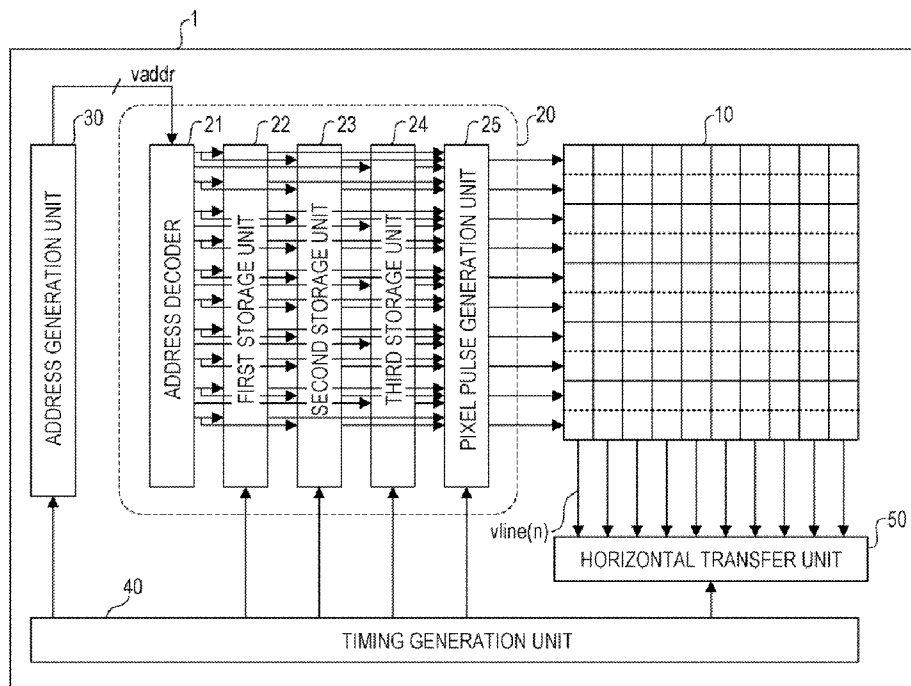 1
vaddr
30
21
22
23
24
25
20
10
ADDRESS GENERATION UNIT
ADDRESS DECODER
FIRST STORAGE UNIT
SECOND STORAGE UNIT
THIRD STORAGE UNIT
PIXEL PULSE GENERATION UNIT
vline(n)
50
HORIZONTAL TRANSFER UNIT
40
TIMING GENERATION UNIT